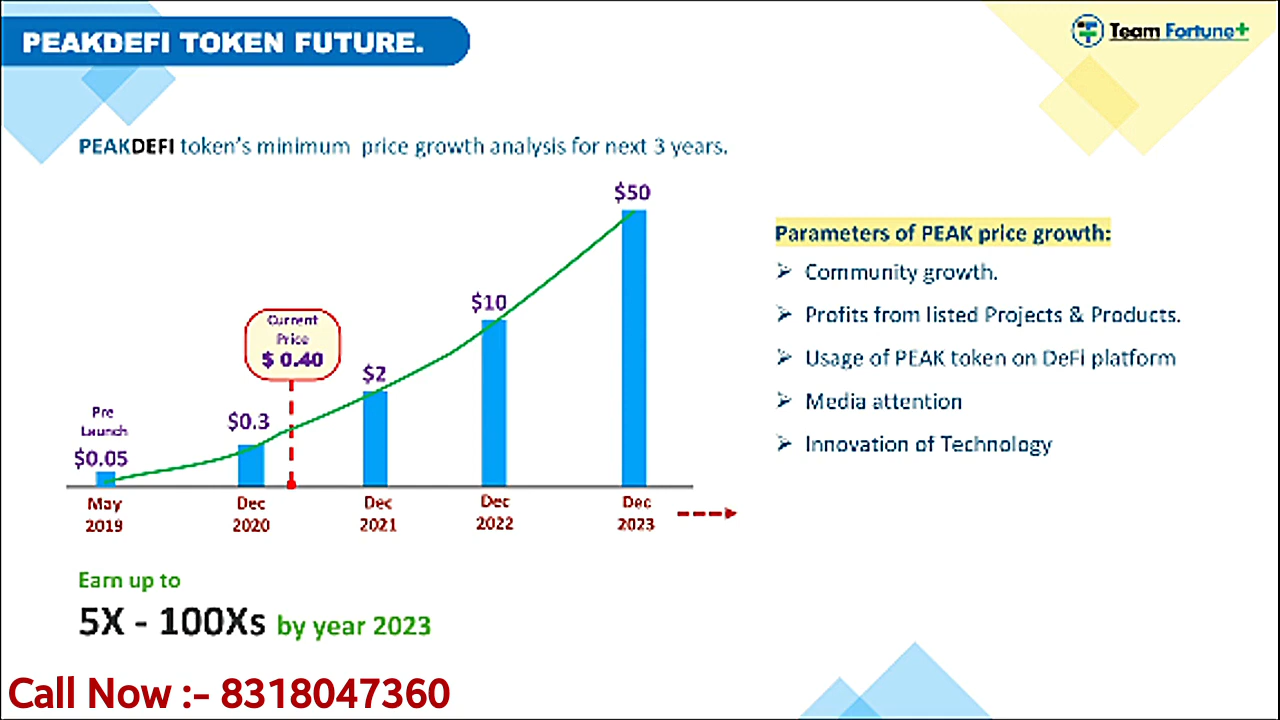 PEAKDEFI TOKEN FUTURE.
Team Fortune+
PEAKDEFI token's minimum price growth analysis for next 3 years.
$50
$10
Current
Price
$ 0.40
$2
$0.3
Pre
Launch
$0.05
May
2019
Dec
2020
Dec
2021
Dec
2022
Dec
2023
Parameters of PEAK price growth:
Community growth.
Profits from listed Projects & Products.
Usage of PEAK token on DeFi platform
Media attention
Innovation of Technology
Earn up to
5X - 100Xs by year 2023
Call Now :- 8318047360